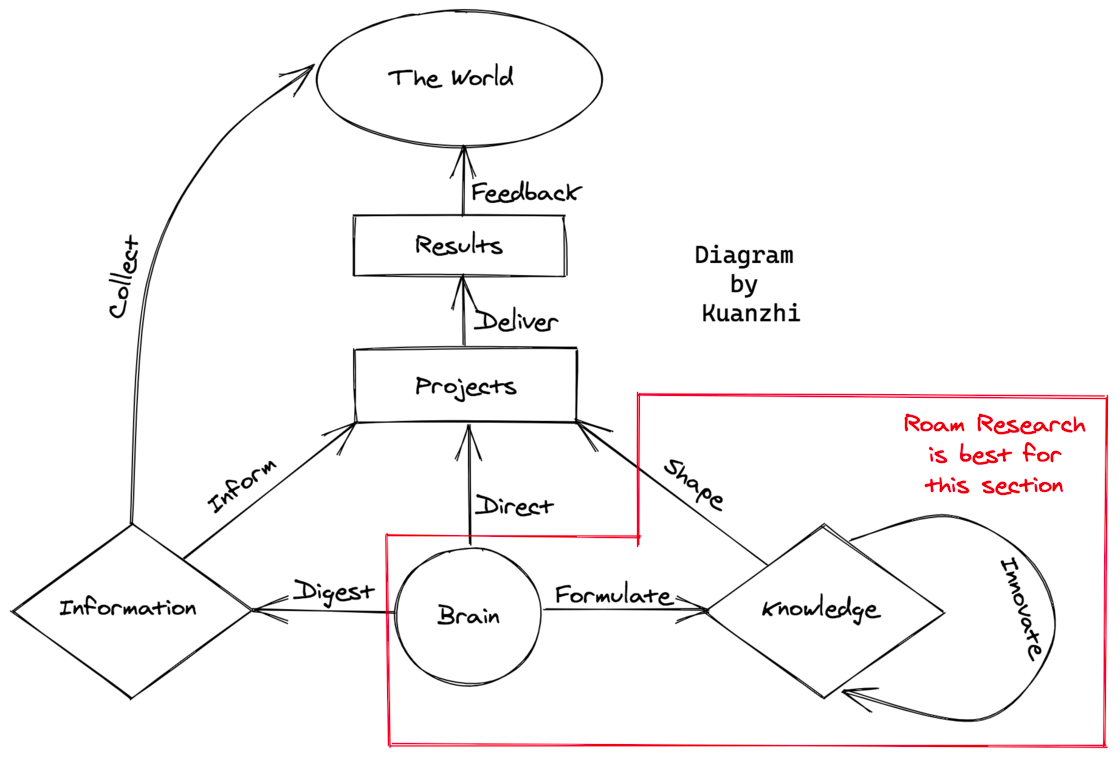 The World
Feedback
Results
Collect
Diagram
by
Kuanzhi
Deliver
Projects
Roam Research
is best for
this section
Inform
Shape
Direct
Digest
Formulate
Innovate
Information
Brain
Knowledge